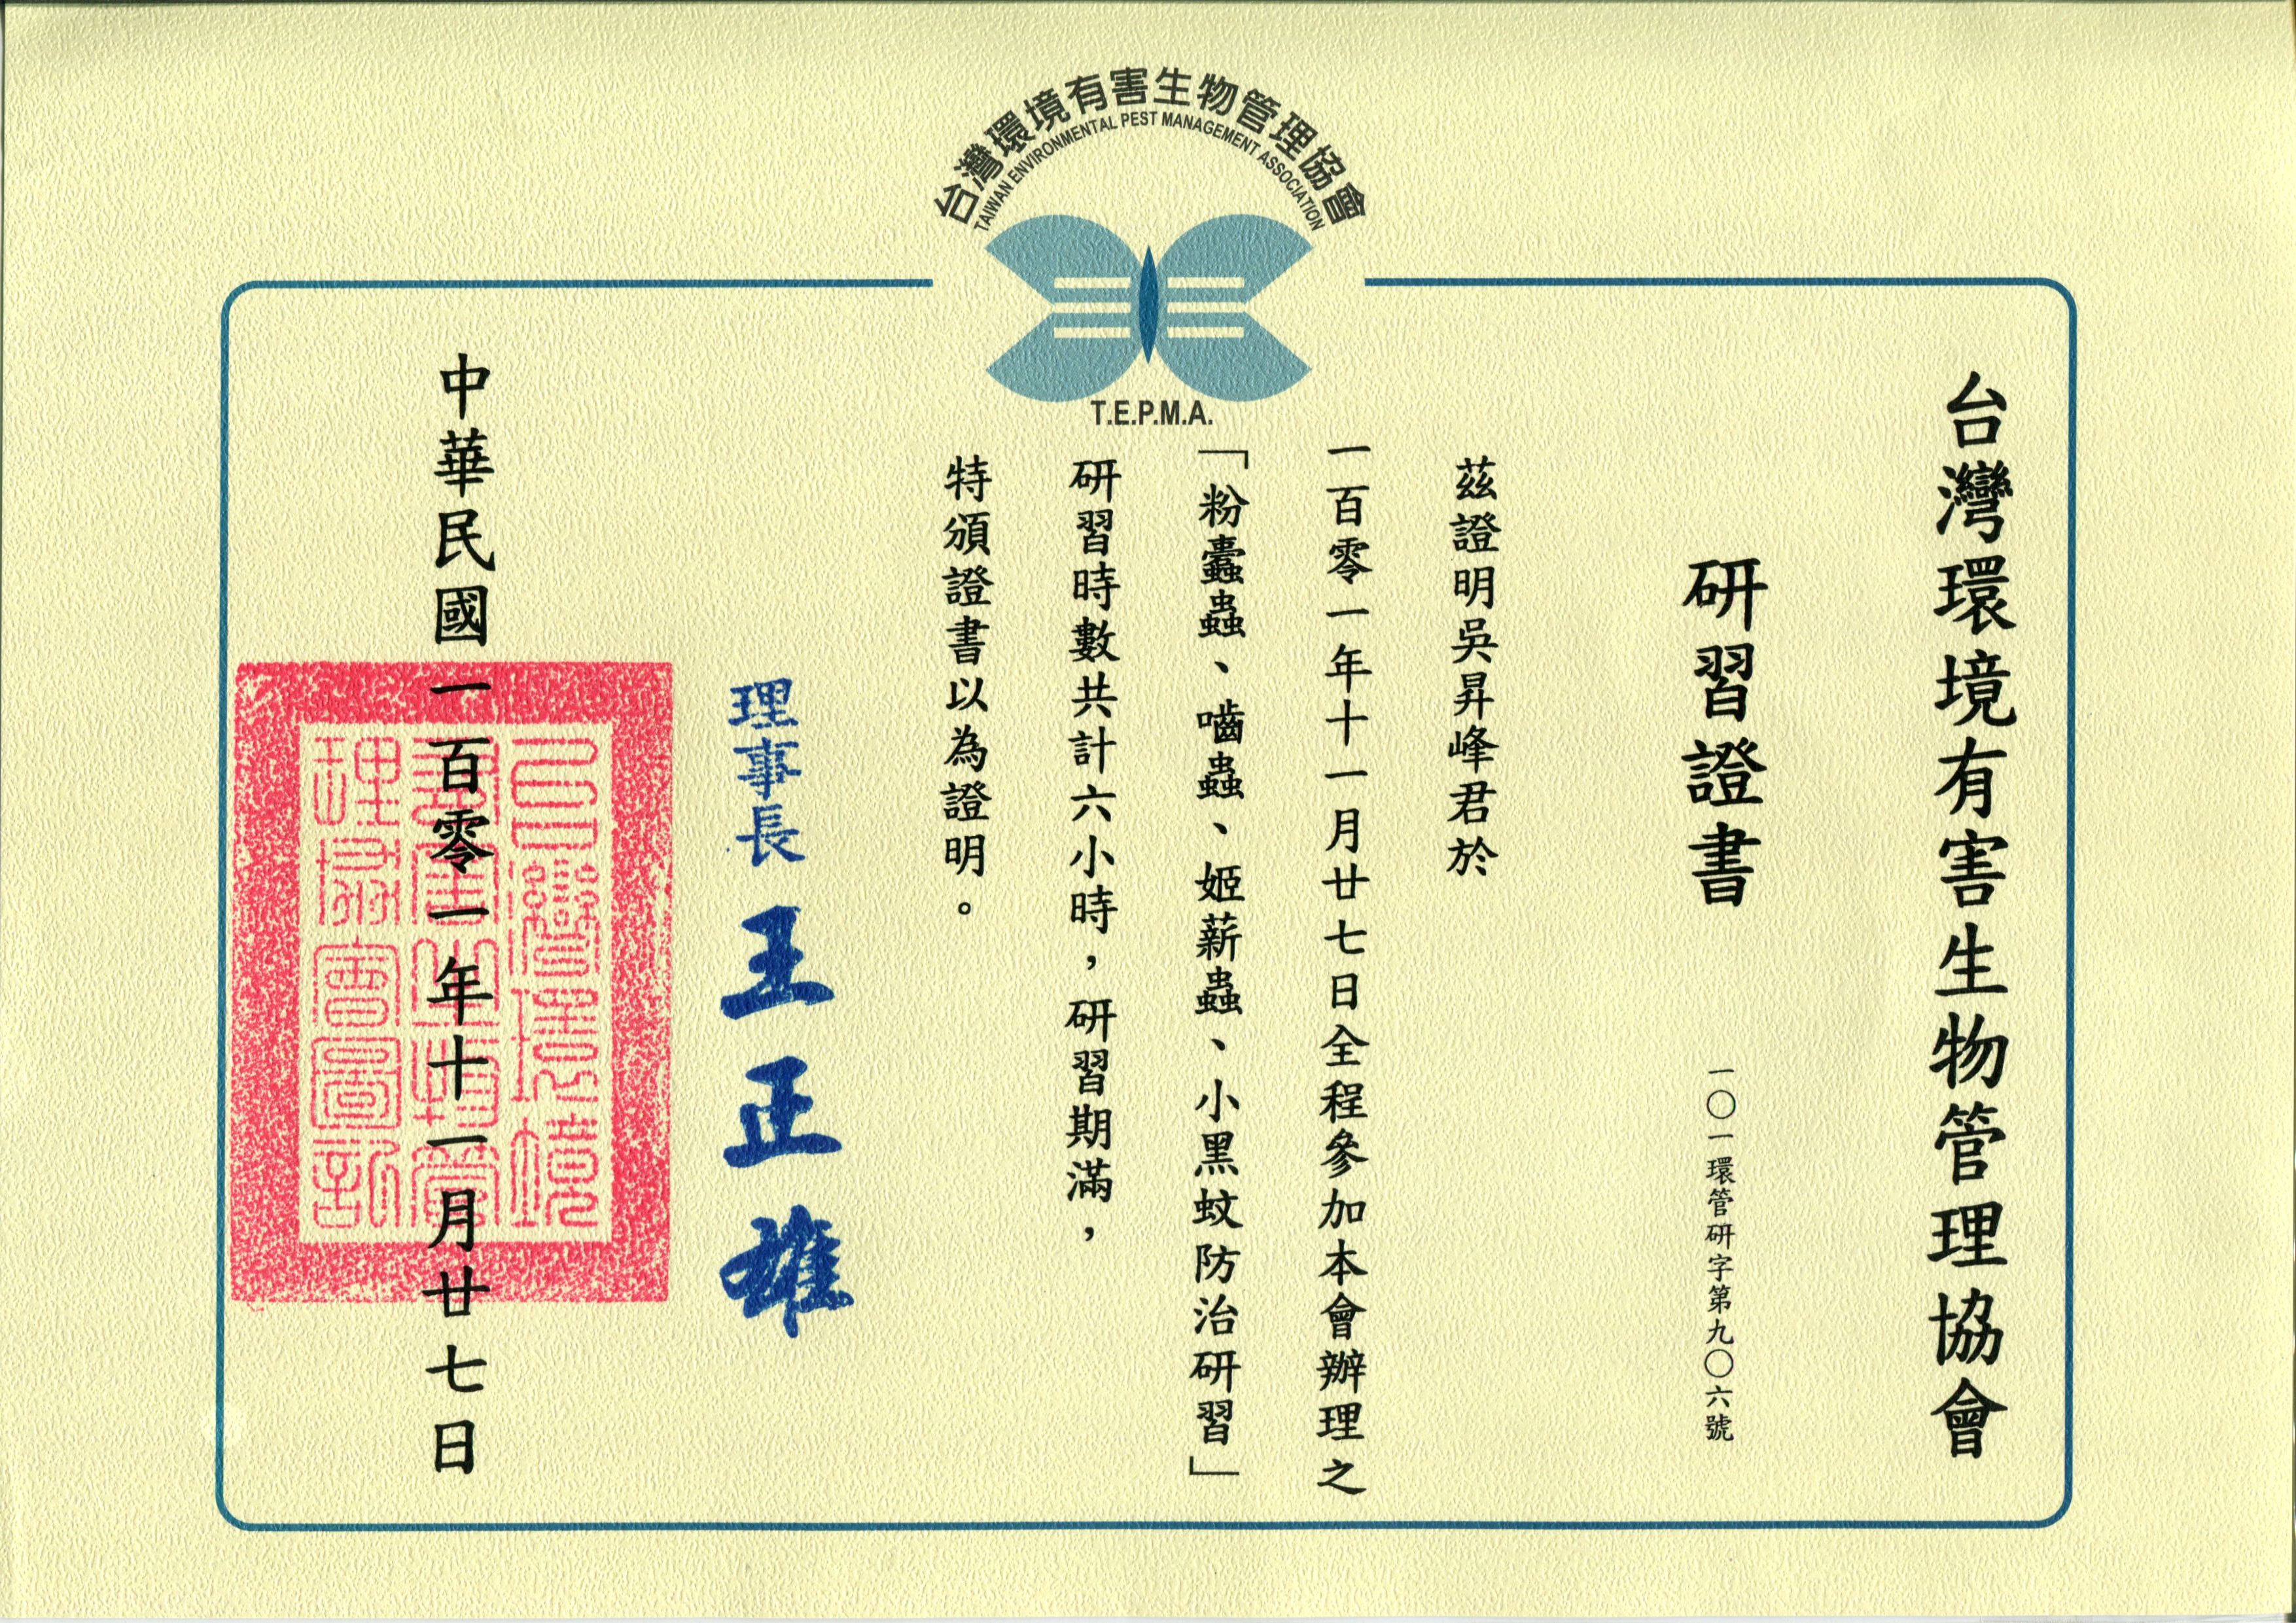 台灣環境有害生物管理協會
TAIWAN ENVIRONMENTAL PEST MANAGEMENT ASSOCIATION
T.E.P.M.A.
台灣環境有害生物管理協會
研習證書
一〇一環管研字第九〇六號
茲證明吳昇峰君於
一百零一年十一月廿七日全程參加本會辦理之
「粉蠹蟲、嚙蟲、姬薪蟲、小黑蚊防治研習」
研習時數共計六小時，研習期滿，
特頒證書以為證明。
理事長 王正雄
中華民國一百零一年十一月廿七日